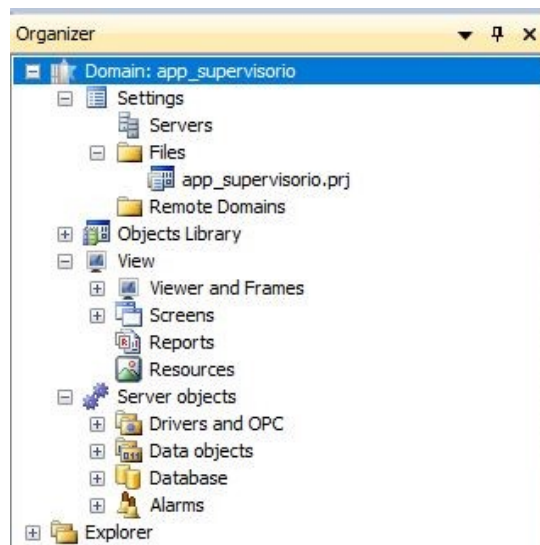 Organizer
Domain: app_supervisorio
Settings
Servers
Files
app_supervisorio.prj
Remote Domains
Objects Library
View
Viewer and Frames
Screens
Reports
Resources
Server objects
Drivers and OPC
Data objects
Database
Alarms
Explorer